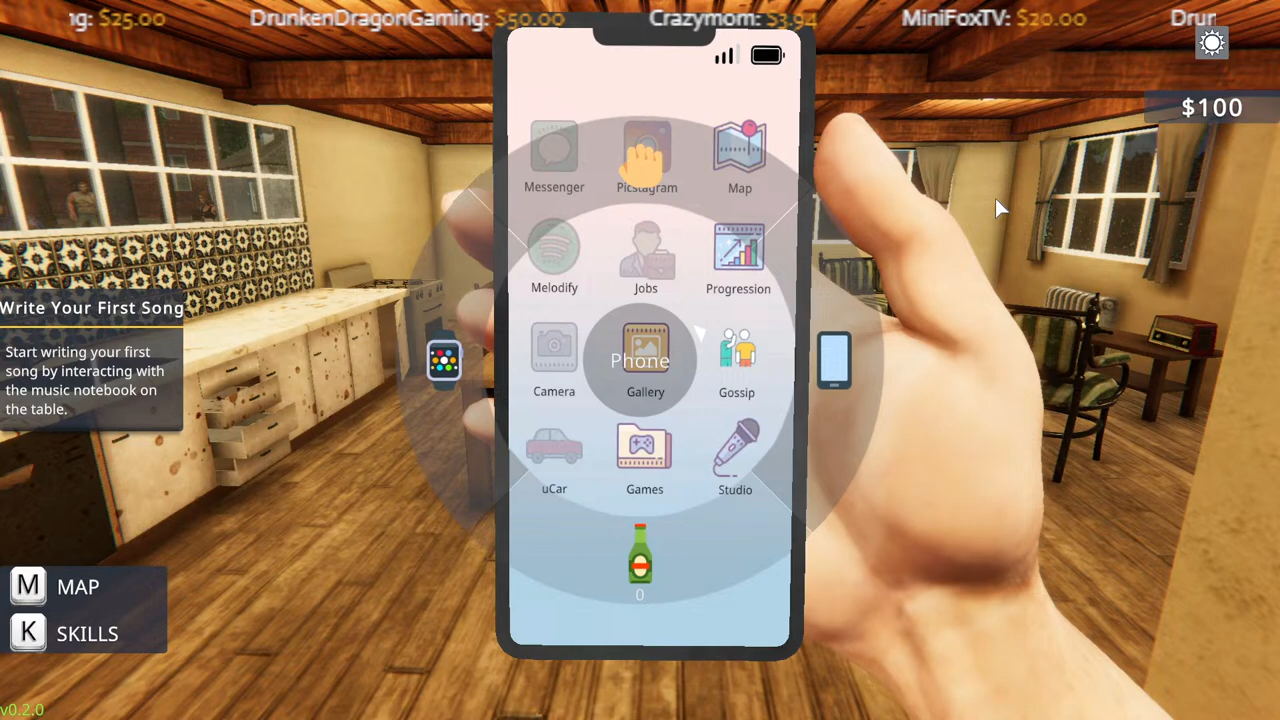 ng: $25.00 DrunkenDragonGaming: $50.00 Crazymom: $3.94 MiniFoxTV: $20.00 Drur
$100
Messenger Picstagram Map
Melodify Jobs Progression
Phone
Camera Gallery Gossip
uCar Games Studio
0
Write Your First Song
Start writing your first
song by interacting with
the music notebook on
the table.
M MAP
K SKILLS
v0.2.0